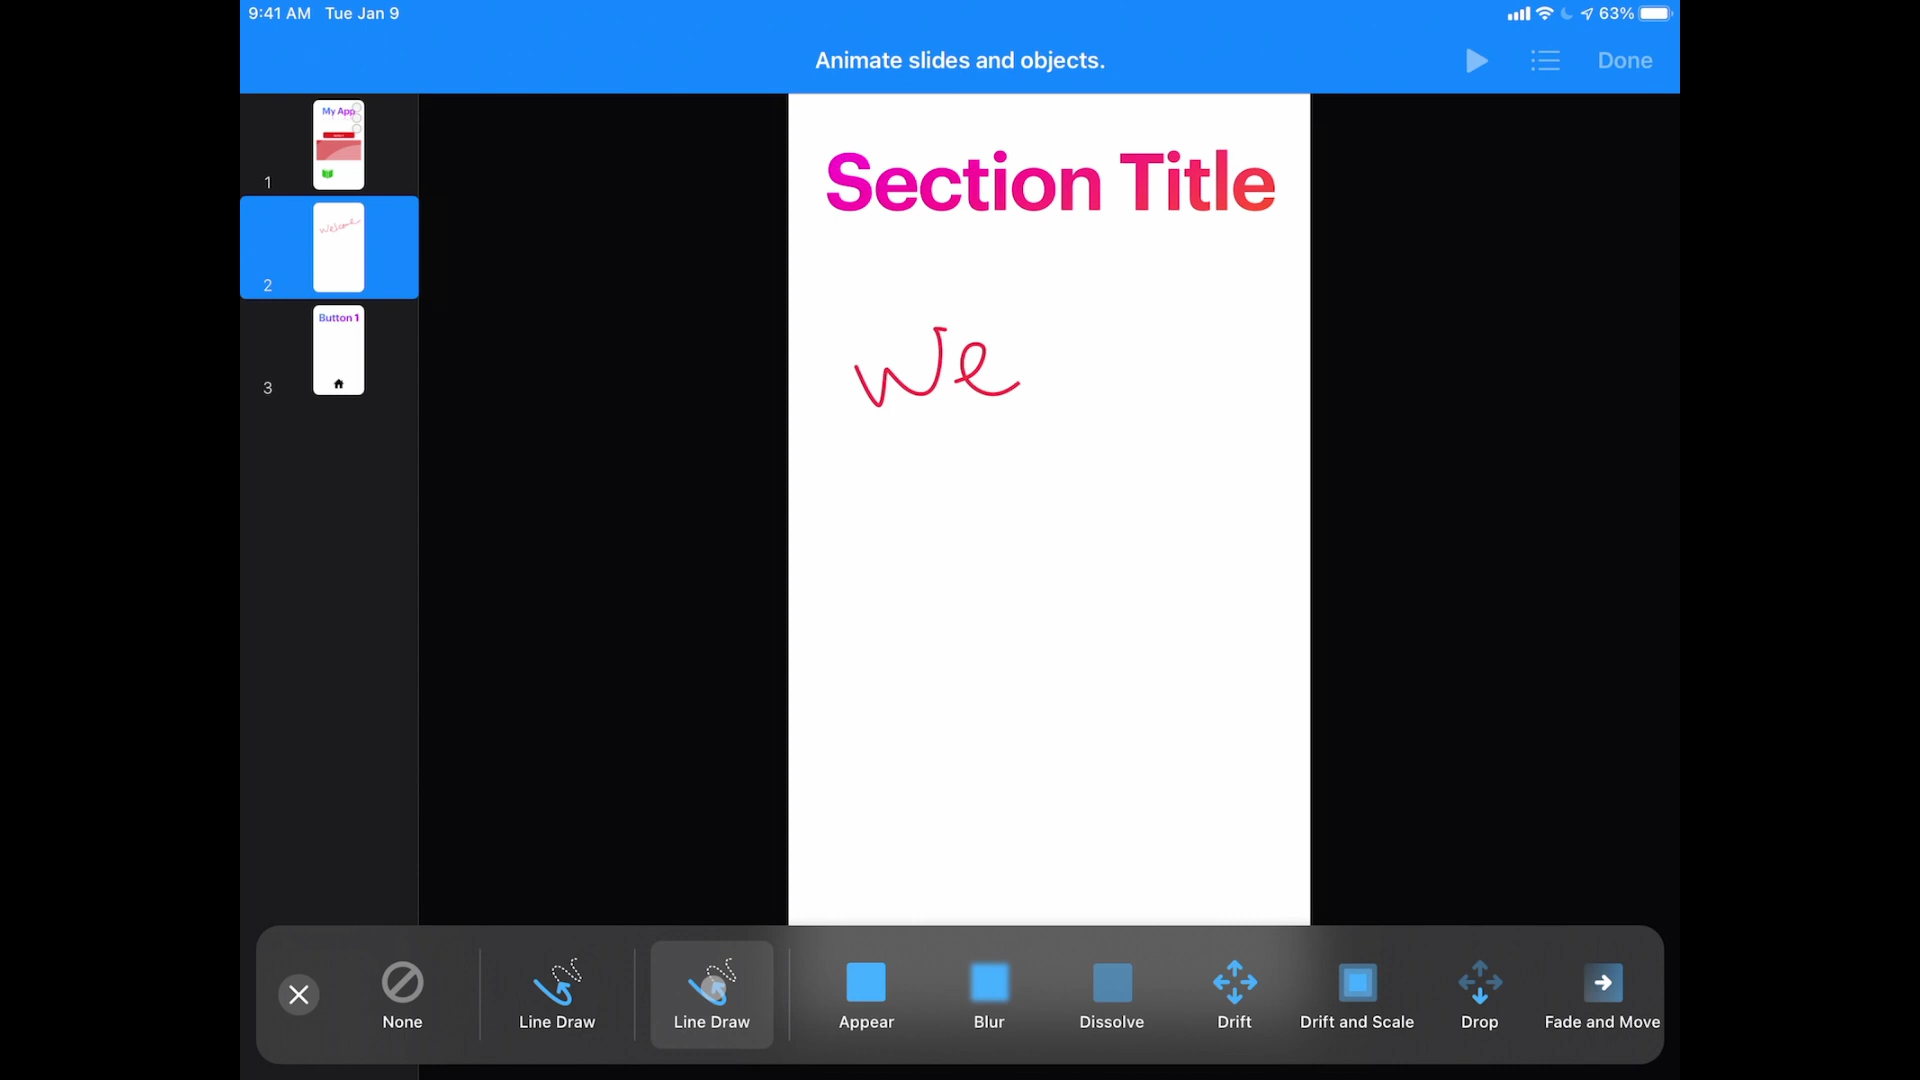 9:41 AM Tue Jan 9
63%
Animate slides and objects.
Done
My App
1
Welcome
2
Button 1
3
Section Title
We
None
Line Draw
Line Draw
Appear
Blur
Dissolve
Drift
Drift and Scale
Drop
Fade and Move